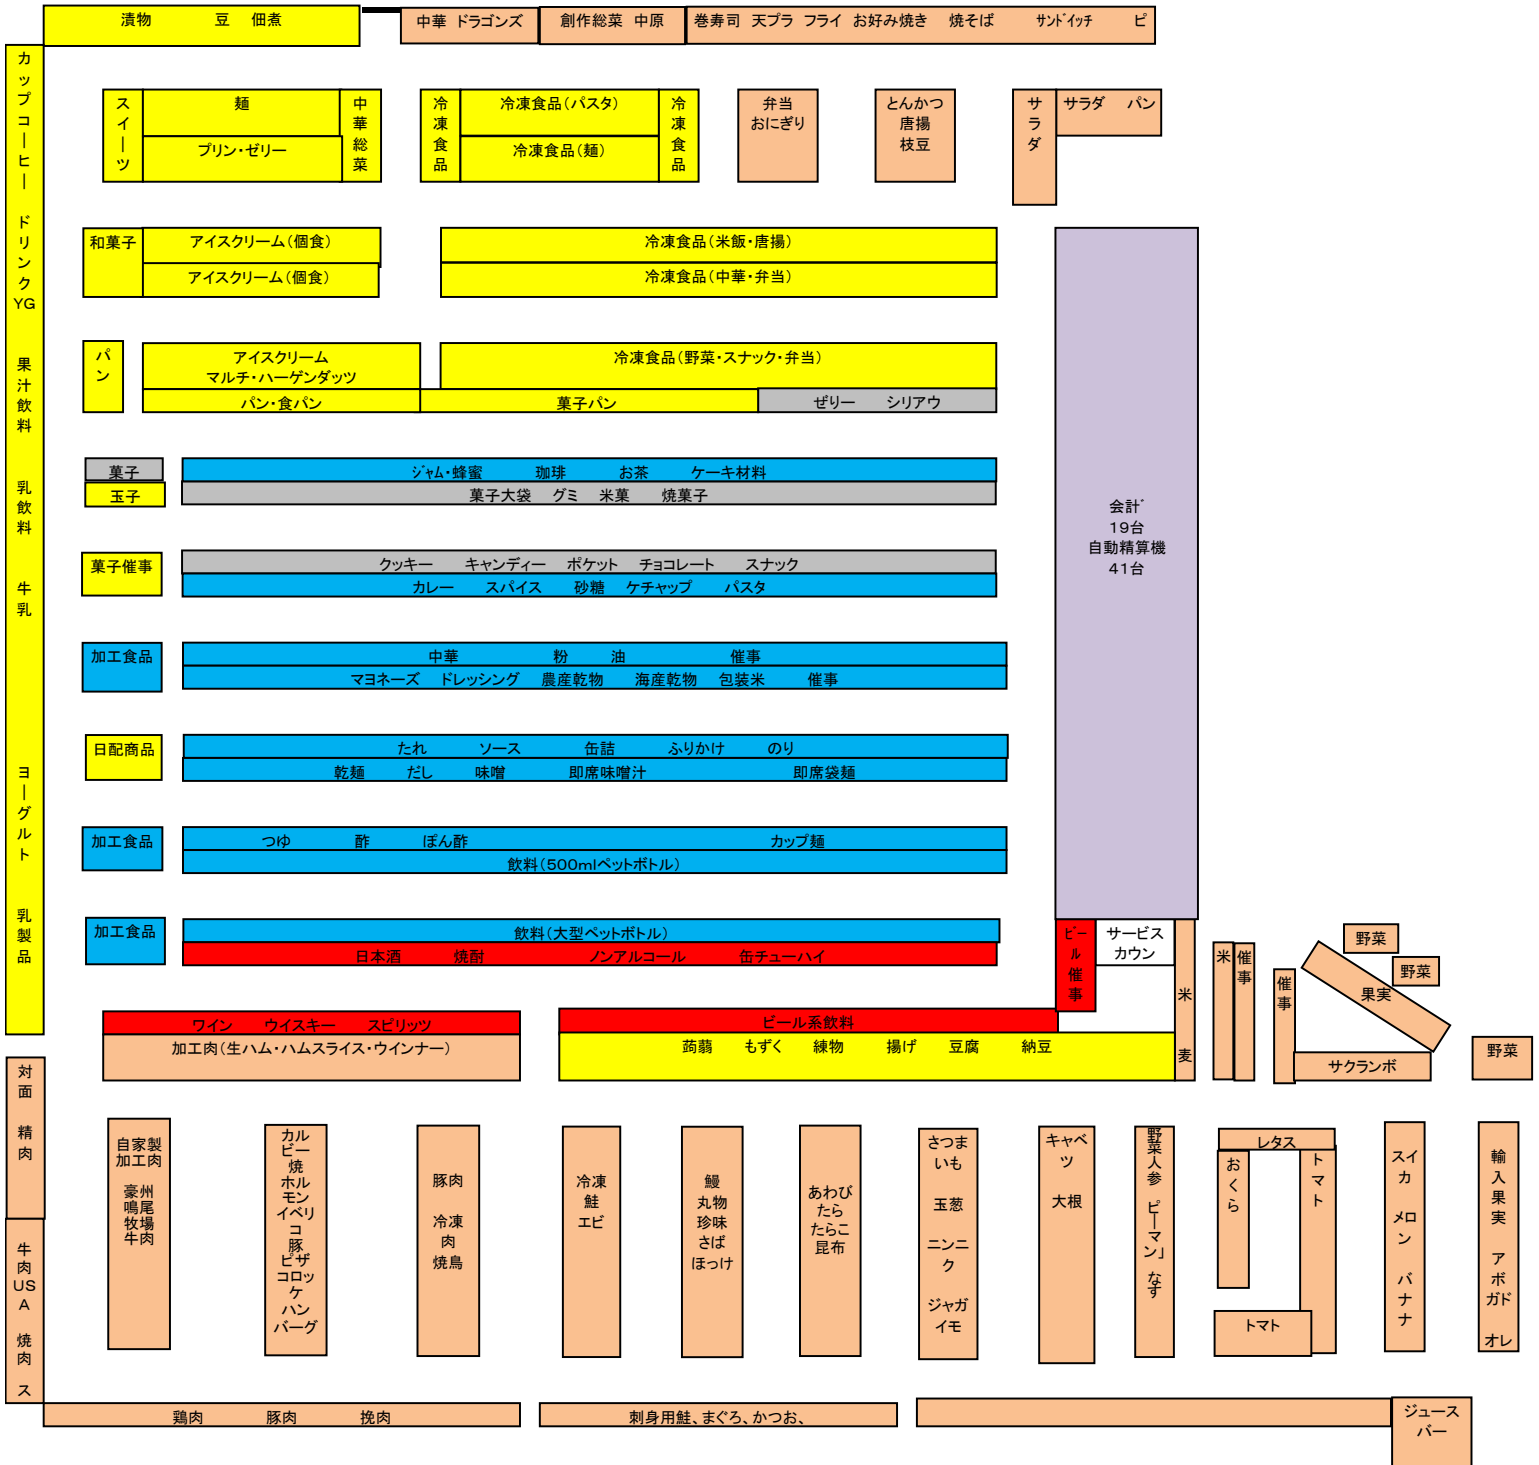 漬物 豆 佃煮
中華 ドラゴンズ
創作総菜 中原
巻寿司 天プラ フライ お好み焼き 焼そば サンドイッチ ピ
カップコーヒー ドリンクYG 果汁飲料 乳飲料 牛乳 ヨーグルト 乳製品
スイーツ
麺
プリン・ゼリー
中華総菜
冷凍食品
冷凍食品(パスタ)
冷凍食品(麺)
冷凍食品
弁当
おにぎり
とんかつ
唐揚
枝豆
サラダ
サラダ パン
和菓子
アイスクリーム(個食)
アイスクリーム(個食)
冷凍食品(米飯・唐揚)
冷凍食品(中華・弁当)
パン
アイスクリーム
マルチ・ハーゲンダッツ
冷凍食品(野菜・スナック・弁当)
パン・食パン
菓子パン
ぜりー シリアウ
菓子
玉子
ジャム・蜂蜜 珈琲 お茶 ケーキ材料
菓子大袋 グミ 米菓 焼菓子
会計゛
19台
自動精算機
41台
菓子催事
クッキー キャンディー ポケット チョコレート スナック
カレー スパイス 砂糖 ケチャップ パスタ
加工食品
中華 粉 油 催事
マヨネーズ ドレッシング 農産乾物 海産乾物 包装米 催事
日配商品
たれ ソース 缶詰 ふりかけ のり
乾麺 だし 味噌 即席味噌汁 即席袋麺
加工食品
つゆ 酢 ぽん酢 カップ麺
飲料(500mlペットボトル)
加工食品
飲料(大型ペットボトル)
日本酒 焼酎 ノンアルコール 缶チューハイ
ビール催事
サービス
カウン
米 麦
米
催事
催事
野菜
野菜
果実
サクランボ
野菜
ワイン ウイスキー スピリッツ
加工肉(生ハム・ハムスライス・ウインナー)
ビール系飲料
蒟蒻 もずく 練物 揚げ 豆腐 納豆
対面 精肉
牛肉USA 焼肉 ス
自家製
加工肉
豪州
鳴尾
牧場
牛肉
カル
ビー
焼
ホル
モン
イベリ
コ
豚
ピザ
コロッ
ケ
ハン
バーグ
豚肉
冷凍
肉
焼鳥
冷凍
鮭
エビ
鰻
丸物
珍味
さば
ほっけ
あわび
たら
たらこ
昆布
さつま
いも
玉葱
ニンニ
ク
ジャガ
イモ
キャベ
ツ
大根
野菜人参 ピーマン」 なす
レタス
おくら
トマト
トマト
スイカ メロン バナナ
輸入果実 アボガド オレ
鶏肉 豚肉 挽肉
刺身用鮭、まぐろ、かつお、
ジュース
バー